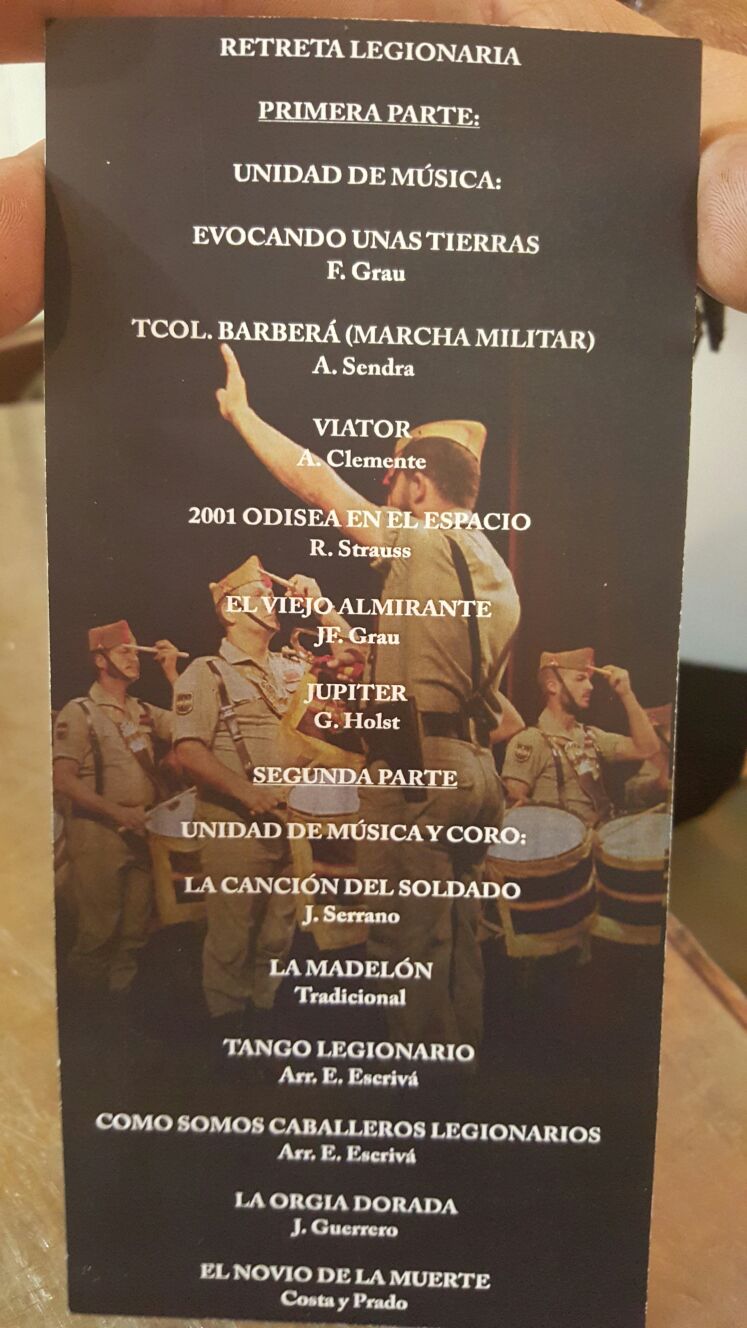 RETRETA LEGIONARIA
PRIMERA PARTE:
UNIDAD DE MÚSICA:
EVOCANDO UNAS TIERRAS
F. Grau
TCOL. BARBERÁ (MARCHA MILITAR)
A. Sendra
VIATOR
A. Clemente
2001 ODISEA EN EL ESPACIO
R. Strauss
EL VIEJO ALMIRANTE
JF. Grau
JUPITER
G. Holst
SEGUNDA PARTE
UNIDAD DE MÚSICA Y CORO:
LA CANCIÓN DEL SOLDADO
J. Serrano
LA MADELÓN
Tradicional
TANGO LEGIONARIO
Arr. E. Escrivá
COMO SOMOS CABALLEROS LEGIONARIOS
Arr. E. Escrivá
LA ORGIA DORADA
J. Guerrero
EL NOVIO DE LA MUERTE
Costa y Prado